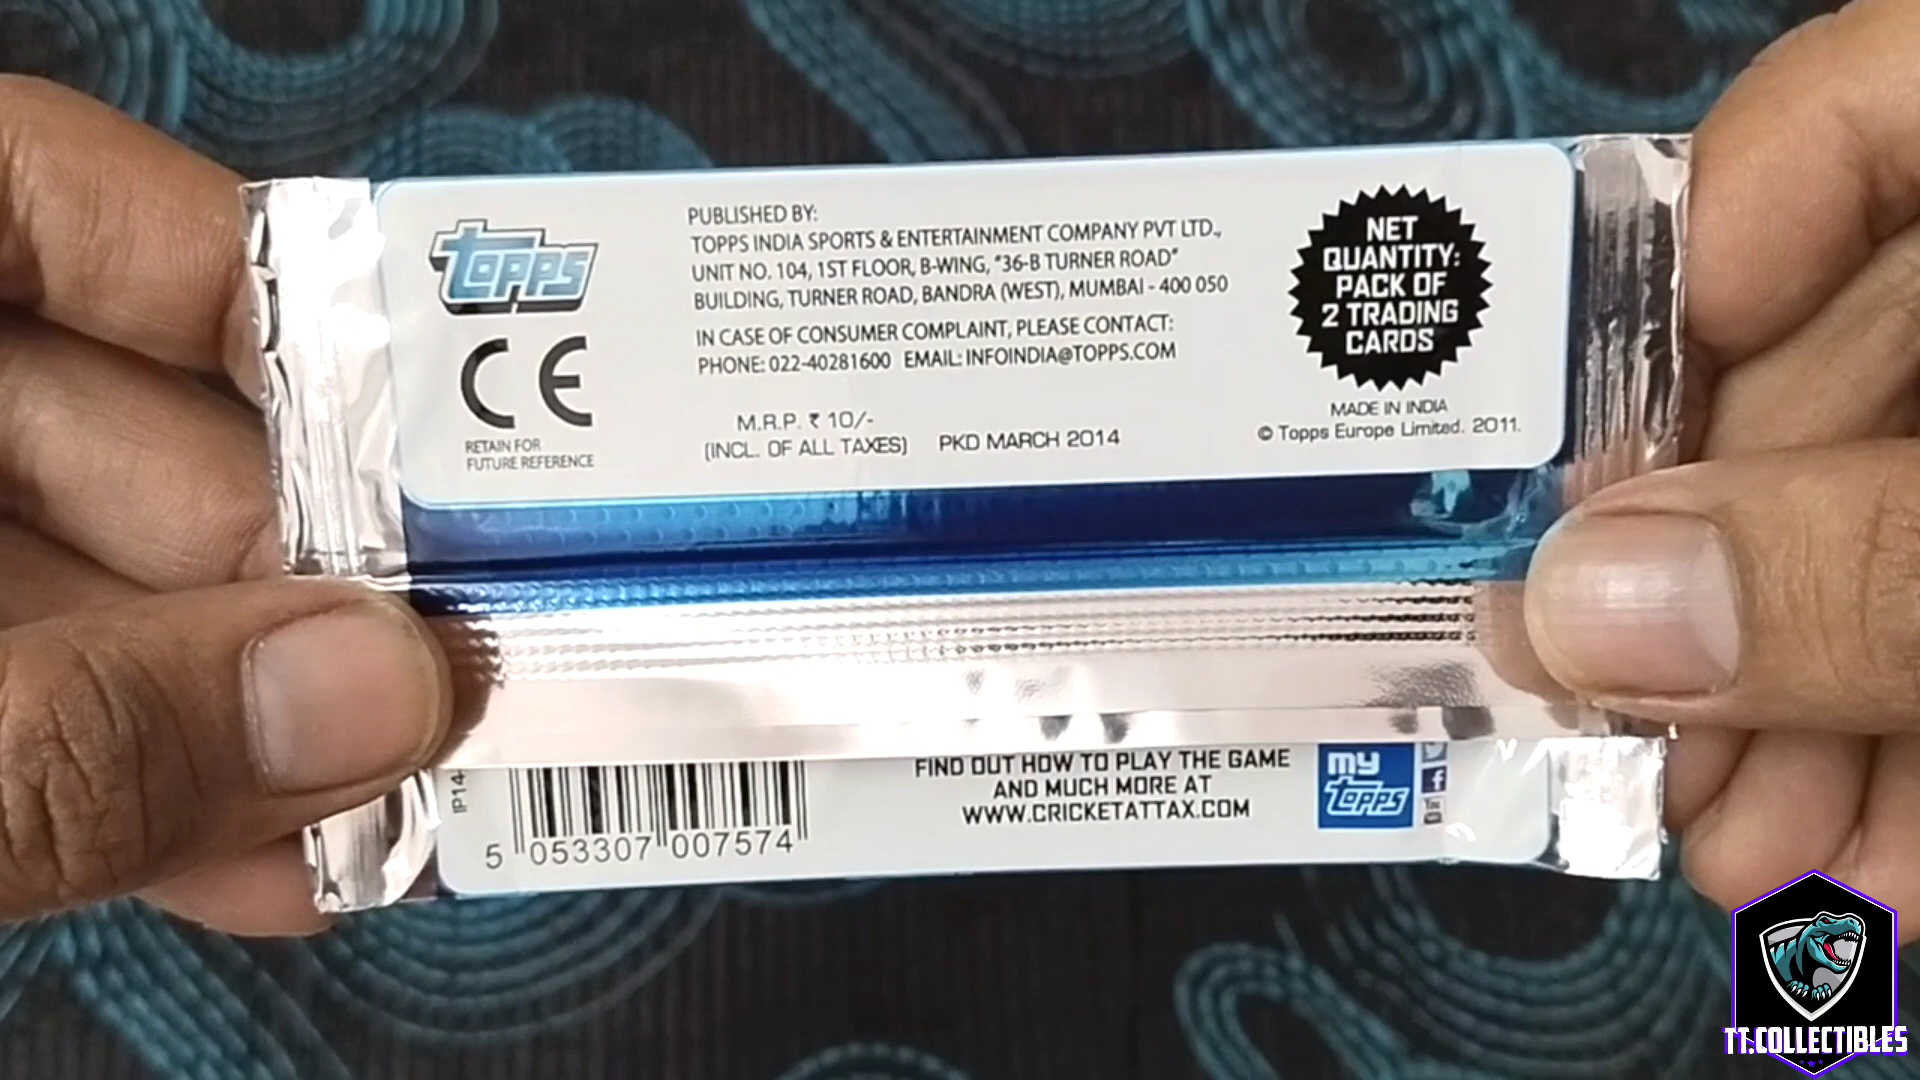 topps
CE
RETAIN FOR
FUTURE REFERENCE
PUBLISHED BY:
TOPPS INDIA SPORTS & ENTERTAINMENT COMPANY PVT LTD.,
UNIT NO. 104, 1ST FLOOR, B-WING, "36-B TURNER ROAD"
BUILDING, TURNER ROAD, BANDRA (WEST), MUMBAI - 400 050
IN CASE OF CONSUMER COMPLAINT, PLEASE CONTACT:
PHONE: 022-40281600 EMAIL: INFOINDIA@TOPPS.COM
M.R.P. ₹ 10/-
(INCL. OF ALL TAXES)
PKD MARCH 2014
NET
QUANTITY:
PACK OF
2 TRADING
CARDS
MADE IN INDIA
© Topps Europe Limited. 2011.
IP14
5 053307 007574
FIND OUT HOW TO PLAY THE GAME
AND MUCH MORE AT
WWW.CRICKETATTAX.COM
my
topps
f
You
TT.COLLECTIBLES